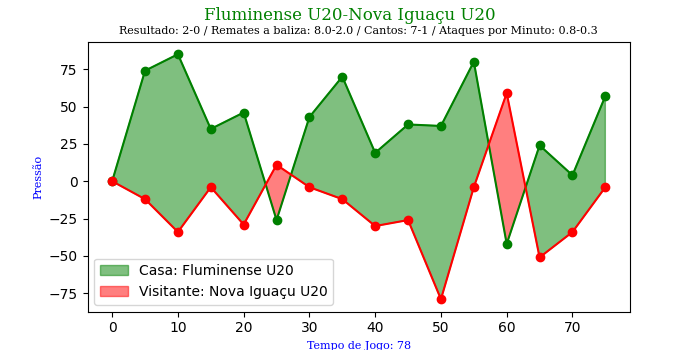 Fluminense U20-Nova Iguaçu U20
Resultado: 2-0 / Remates a baliza: 8.0-2.0 / Cantos: 7-1 / Ataques por Minuto: 0.8-0.3
75
50
25
0
−25
−50
−75
Pressão
Casa: Fluminense U20
Visitante: Nova Iguaçu U20
0 10 20 30 40 50 60 70
Tempo de Jogo: 78